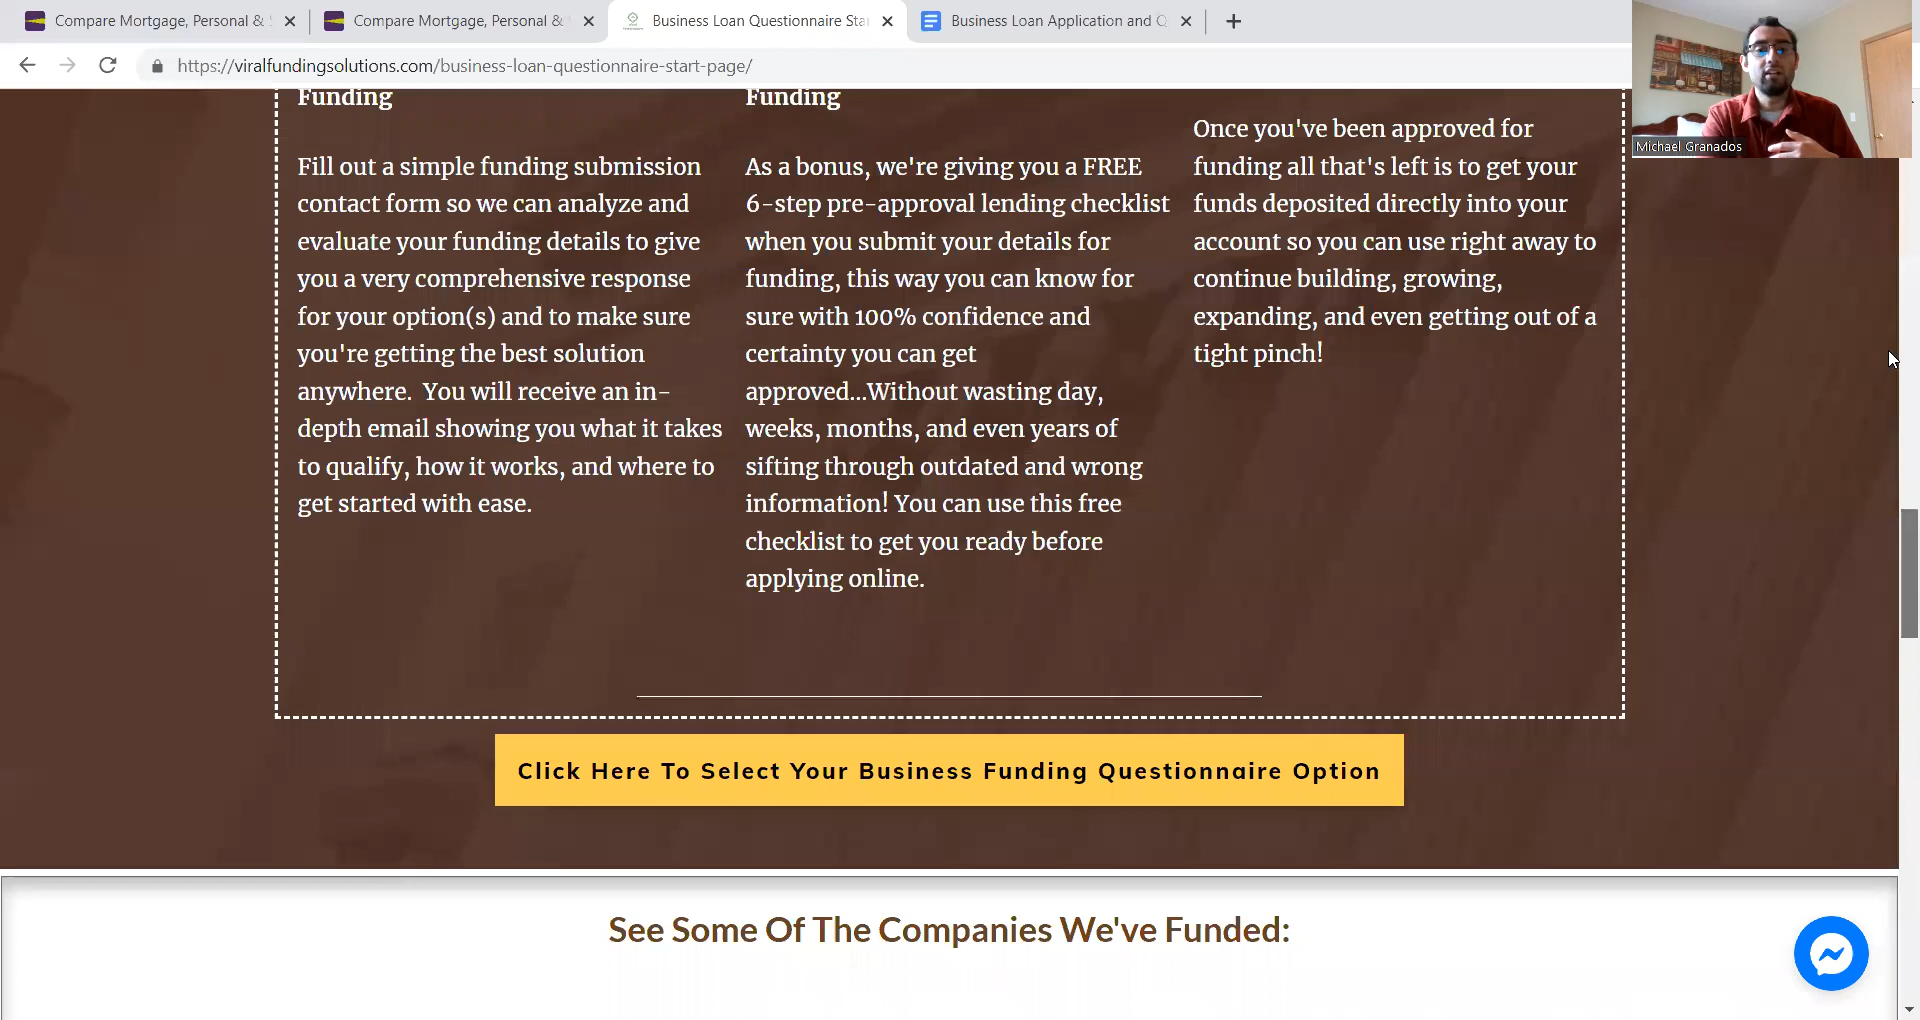 Compare Mortgage, Personal &
Compare Mortgage, Personal &
Business Loan Questionnaire Star
Business Loan Application and Q
https://viralfundingsolutions.com/business-loan-questionnaire-start-page/
Michael Granados
Funding
Fill out a simple funding submission
contact form so we can analyze and
evaluate your funding details to give
you a very comprehensive response
for your option(s) and to make sure
you're getting the best solution
anywhere.  You will receive an in-
depth email showing you what it takes
to qualify, how it works, and where to
get started with ease.
Funding
As a bonus, we're giving you a FREE
6-step pre-approval lending checklist
when you submit your details for
funding, this way you can know for
sure with 100% confidence and
certainty you can get
approved...Without wasting day,
weeks, months, and even years of
sifting through outdated and wrong
information! You can use this free
checklist to get you ready before
applying online.
Once you've been approved for
funding all that's left is to get your
funds deposited directly into your
account so you can use right away to
continue building, growing,
expanding, and even getting out of a
tight pinch!
Click Here To Select Your Business Funding Questionnaire Option
See Some Of The Companies We've Funded: